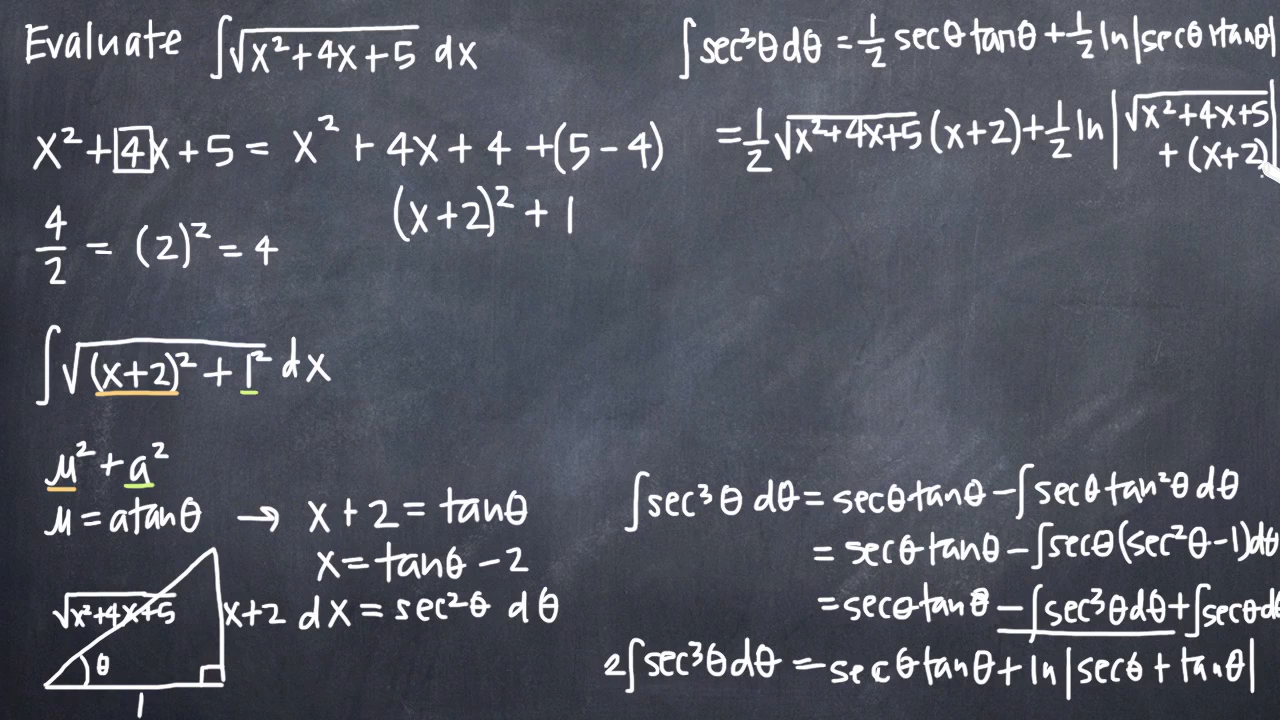 Evaluate ∫√(x²+4x+5) dx
x²+4x+5 = x²+4x+4+(5-4)
(x+2)²+1
4/2 = (2)² = 4
∫√((x+2)²+1²) dx
u²+a²
u = a tanθ → x+2 = tanθ
x = tanθ-2
dx = sec²θ dθ
√(x²+4x+5)
x+2
θ
1
∫sec³θ dθ = 1/2 secθ tanθ + 1/2 ln|secθ+tanθ|
= 1/2 √(x²+4x+5) (x+2) + 1/2 ln|√(x²+4x+5)
+ (x+2)|
∫sec³θ dθ = secθ tanθ - ∫secθ tan²θ dθ
= secθ tanθ - ∫secθ(sec²θ-1)dθ
= secθ tanθ - ∫sec³θ dθ + ∫secθ dθ
2∫sec³θ dθ = secθ tanθ + ln|secθ + tanθ|